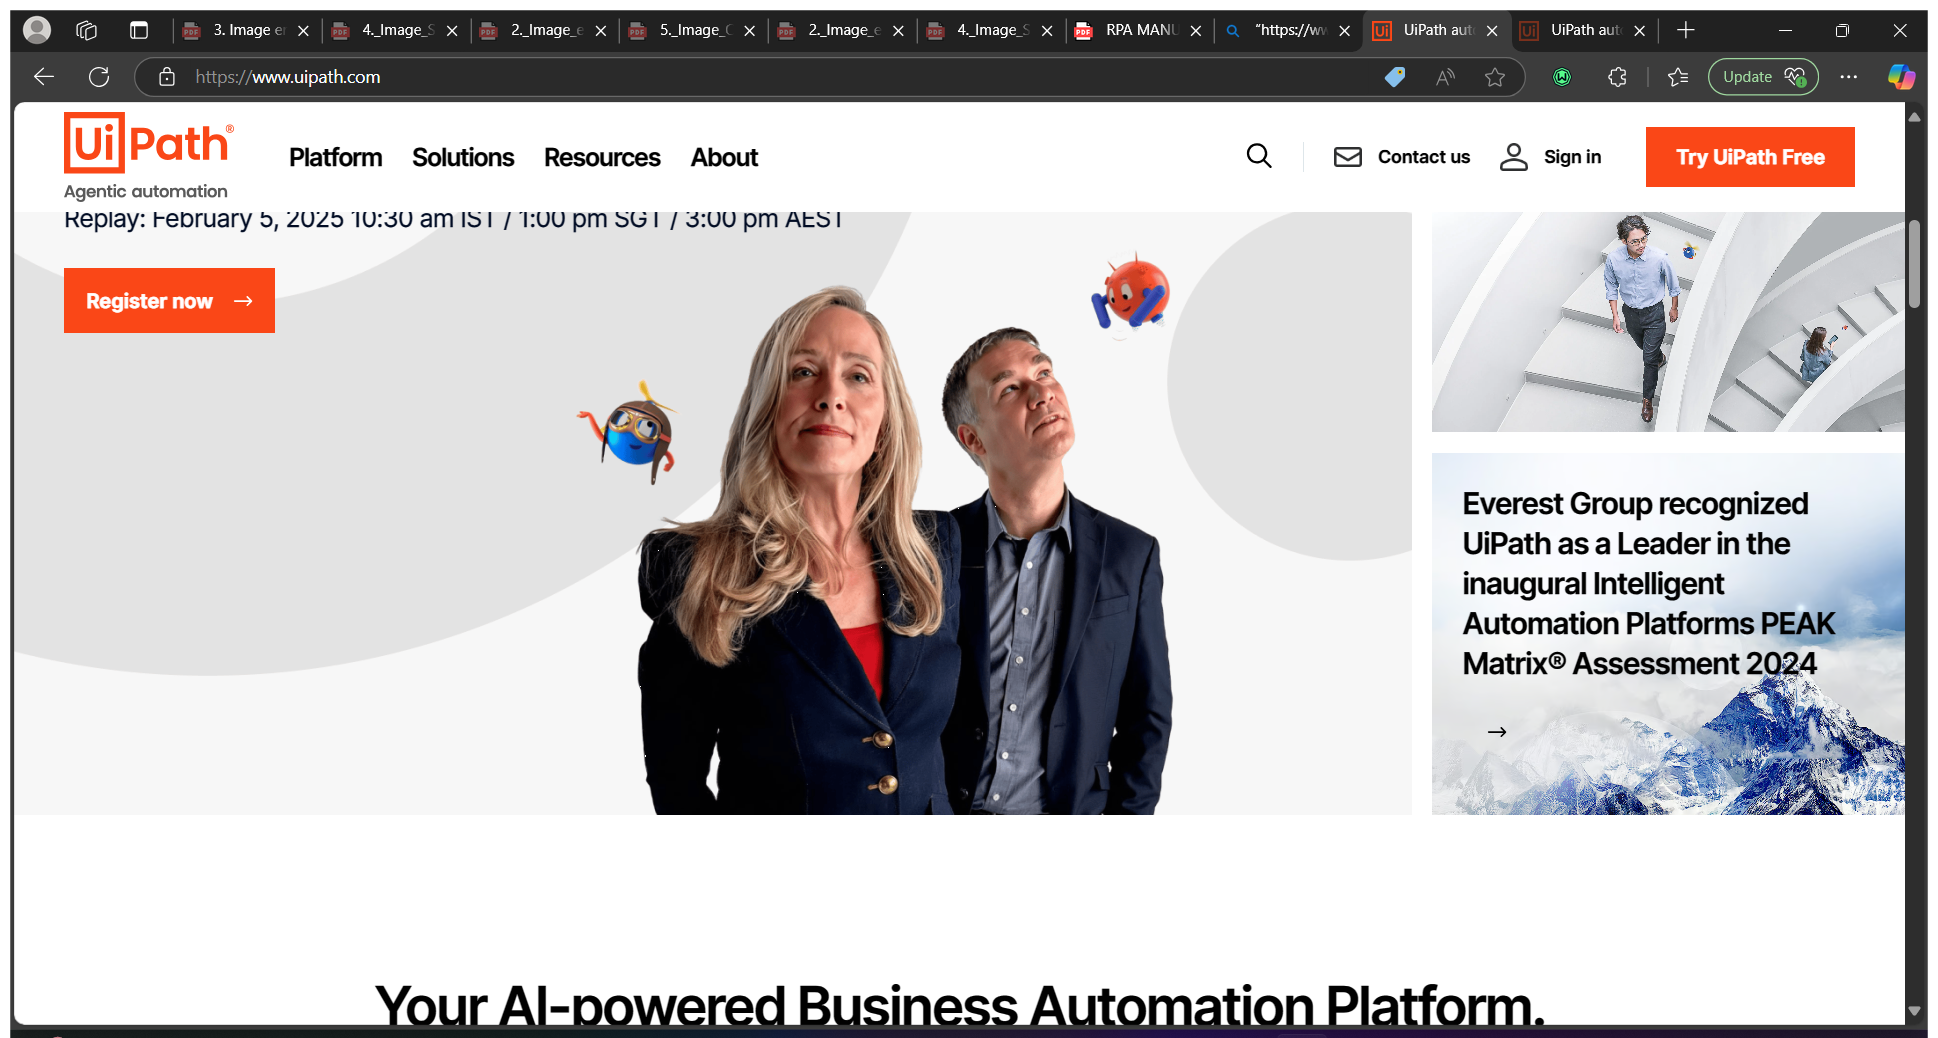 3. Image er
4._Image_S
2._Image_e
5._Image_C
2._Image_e
4._Image_S
RPA MANU
"https://ww
UiPath aut
UiPath aut
https://www.uipath.com
Update
UiPath®
Agentic automation
Platform
Solutions
Resources
About
Contact us
Sign in
Try UiPath Free
Replay: February 5, 2025 10:30 am IST / 1:00 pm SGT / 3:00 pm AEST
Register now →
Everest Group recognized
UiPath as a Leader in the
inaugural Intelligent
Automation Platforms PEAK
Matrix® Assessment 2024
→
Your AI-powered Business Automation Platform.